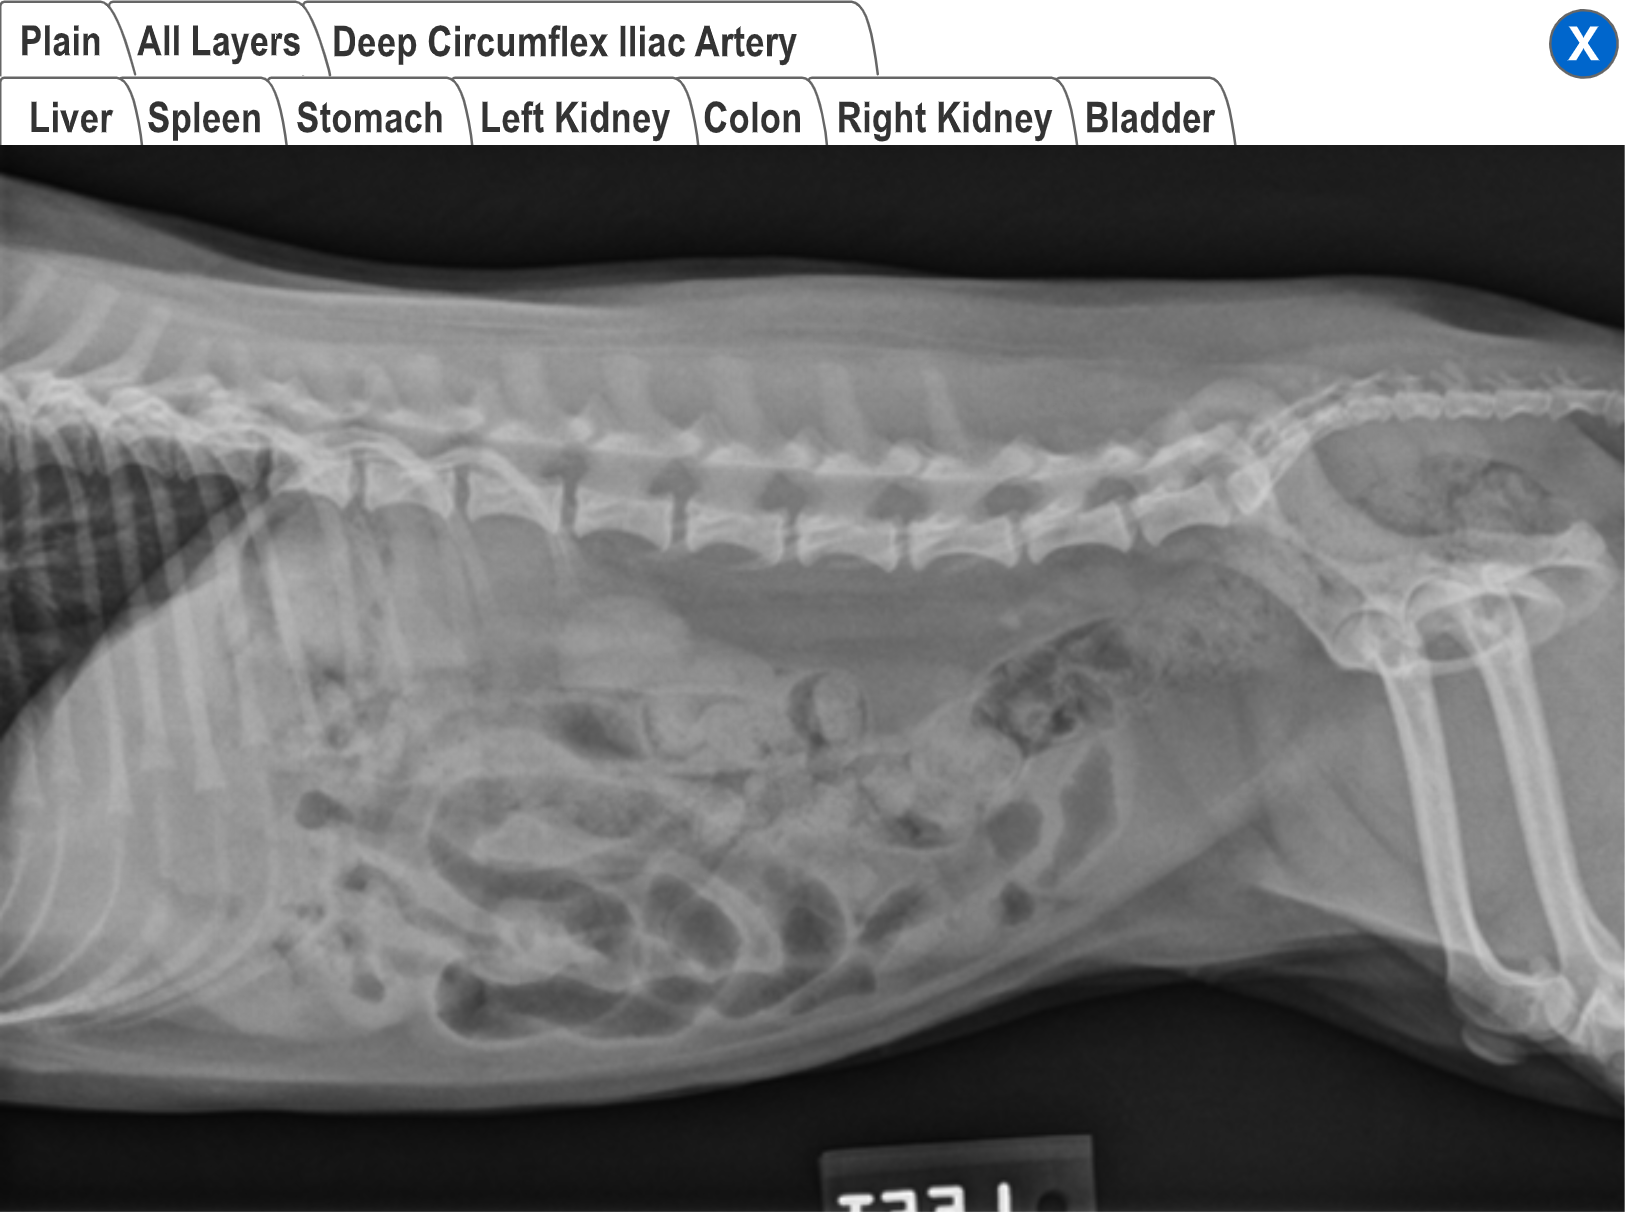 Plain All Layers Deep Circumflex Iliac Artery X
Liver Spleen Stomach Left Kidney Colon Right Kidney Bladder